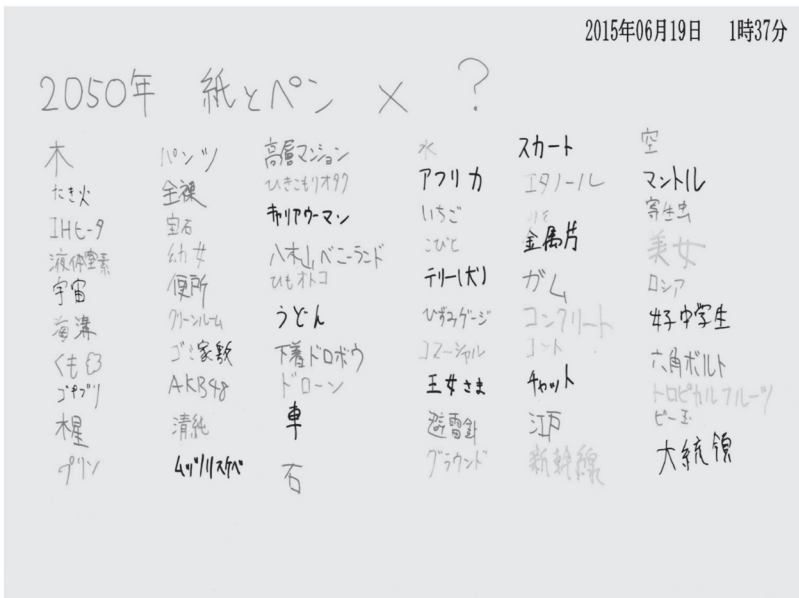 2015年06月19日 1時37分
2050年 紙とペン × ?
木
たき火
IHヒータ
液体窒素
宇宙
海溝
くもの
ゴキブリ
木星
プリン
パンツ
全裸
宝石
幼女
便所
クリーンルーム
ゴミ家敷
AKB48
清純
ムッツリスケベ
高層マンション
ひきこもりオタク
キャリアウーマン
八木山ベニーランド
ひもオトコ
うどん
下着ドロボウ
ドローン
車
石
水
アフリカ
いちご
こびと
テリー(犬)
ひずみゲージ
コマーシャル
王女さま
避雷針
グラウンド
スカート
エタノール
金属片
ガム
コンクリート
コート
チャット
江戸
新幹線
空
マントル
寄生虫
美女
ロシア
女子中学生
六角ボルト
トロピカルフルーツ
ビー玉
大統領